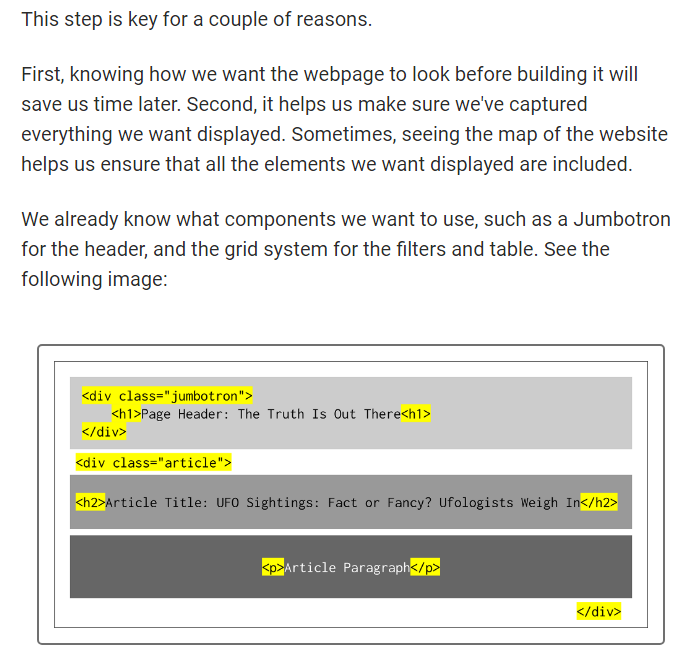 This step is key for a couple of reasons.
First, knowing how we want the webpage to look before building it will
save us time later. Second, it helps us make sure we've captured
everything we want displayed. Sometimes, seeing the map of the website
helps us ensure that all the elements we want displayed are included.
We already know what components we want to use, such as a Jumbotron
for the header, and the grid system for the filters and table. See the
following image:
<div class="jumbotron">
<h1>Page Header: The Truth Is Out There<h1>
</div>
<div class="article">
<h2>Article Title: UFO Sightings: Fact or Fancy? Ufologists Weigh In</h2>
<p>Article Paragraph</p>
</div>